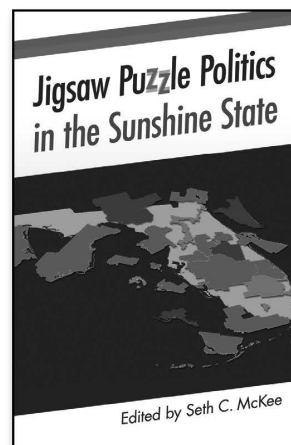 Jigsaw Puzzle Politics
in the Sunshine State
Edited by Seth C. McKee